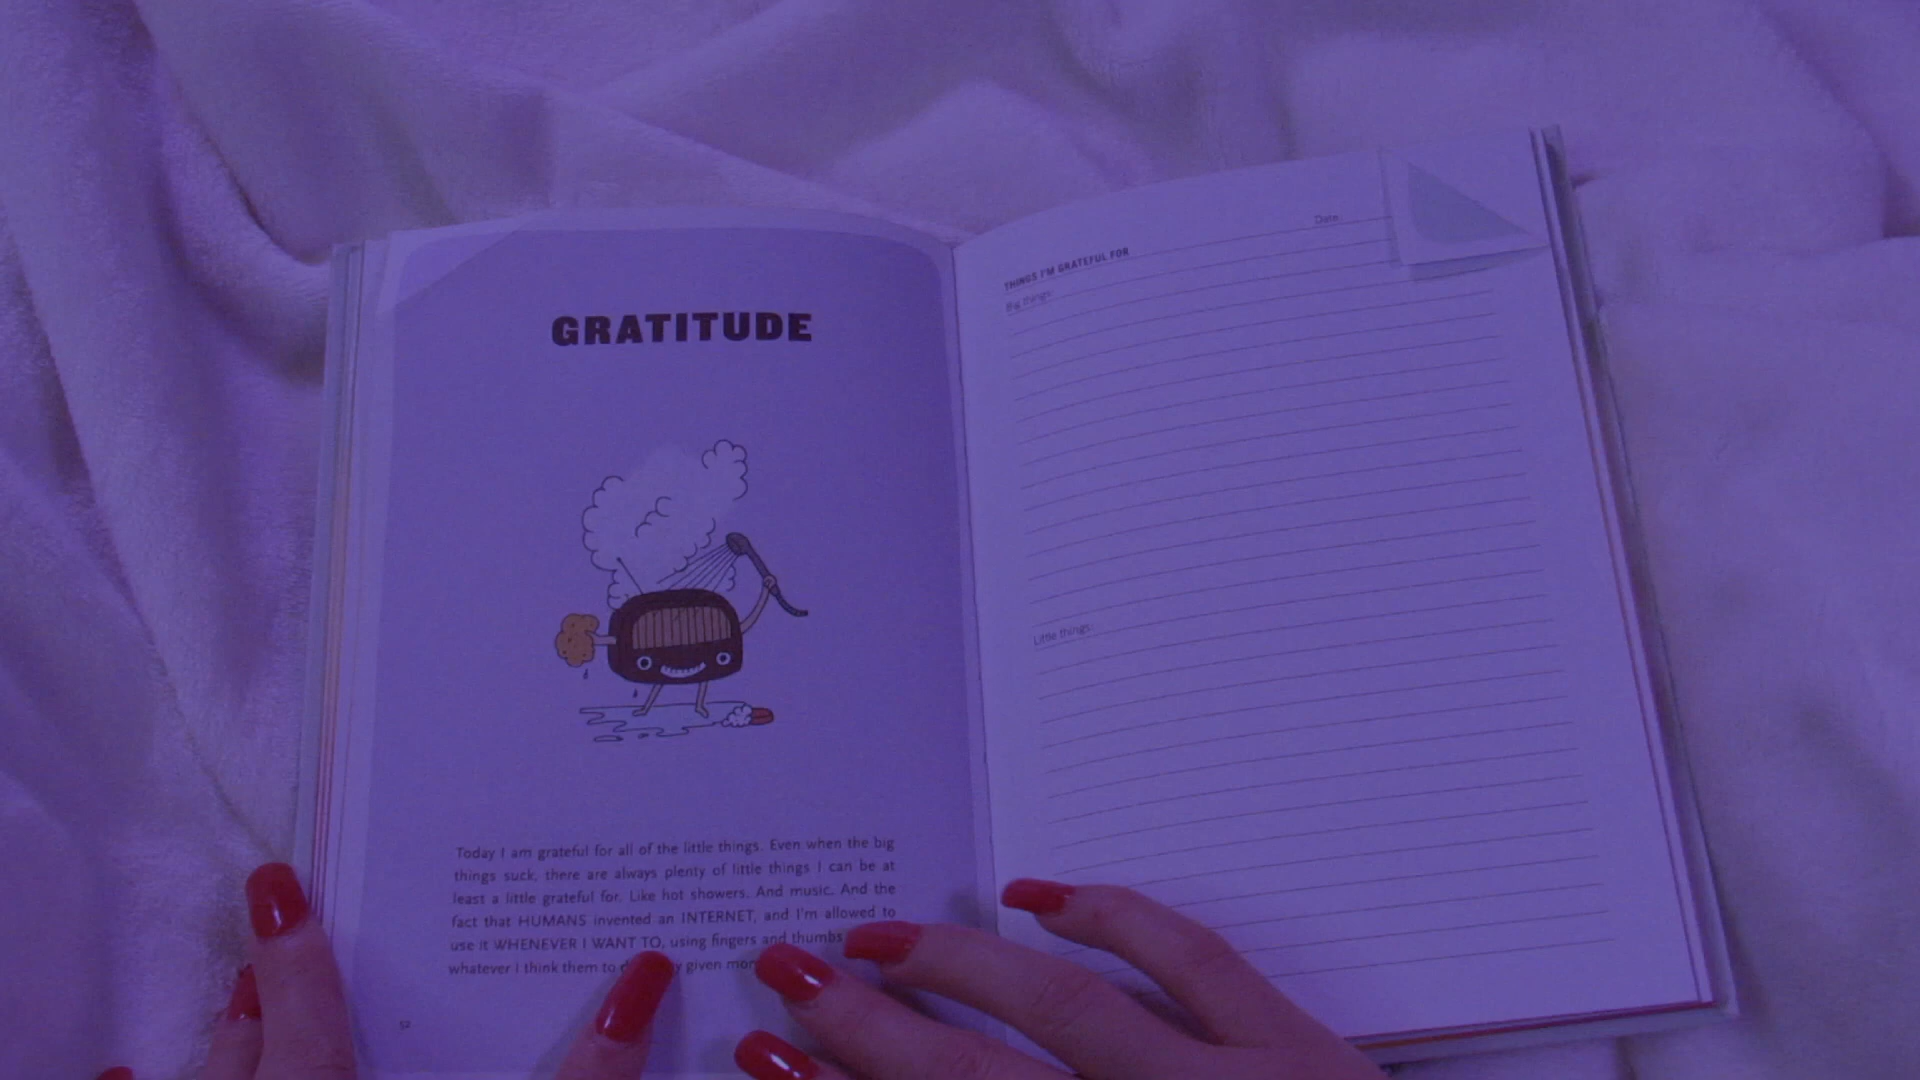 GRATITUDE
Today I am grateful for all of the little things. Even when the big
things suck, there are always plenty of little things I can be at
least a little grateful for. Like hot showers. And music. And the
fact that HUMANS invented an INTERNET, and I'm allowed to
use it WHENEVER I WANT TO, using fingers and thumbs
whatever I think them to given
52
Date:
THINGS I'M GRATEFUL FOR
Big things:
Little things: